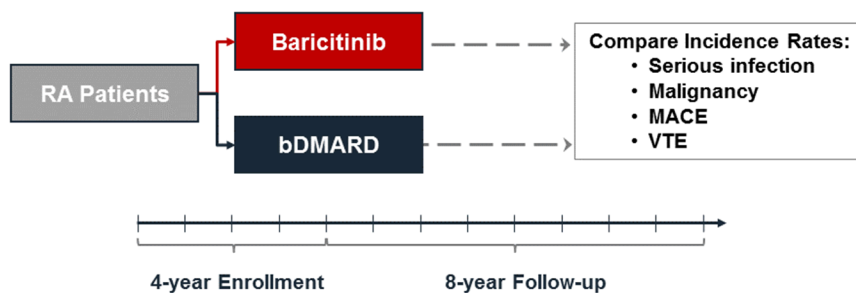 Baricitinib
Compare Incidence Rates:
• Serious infection
• Malignancy
• MACE
• VTE
RA Patients
bDMARD
4-year Enrollment
8-year Follow-up